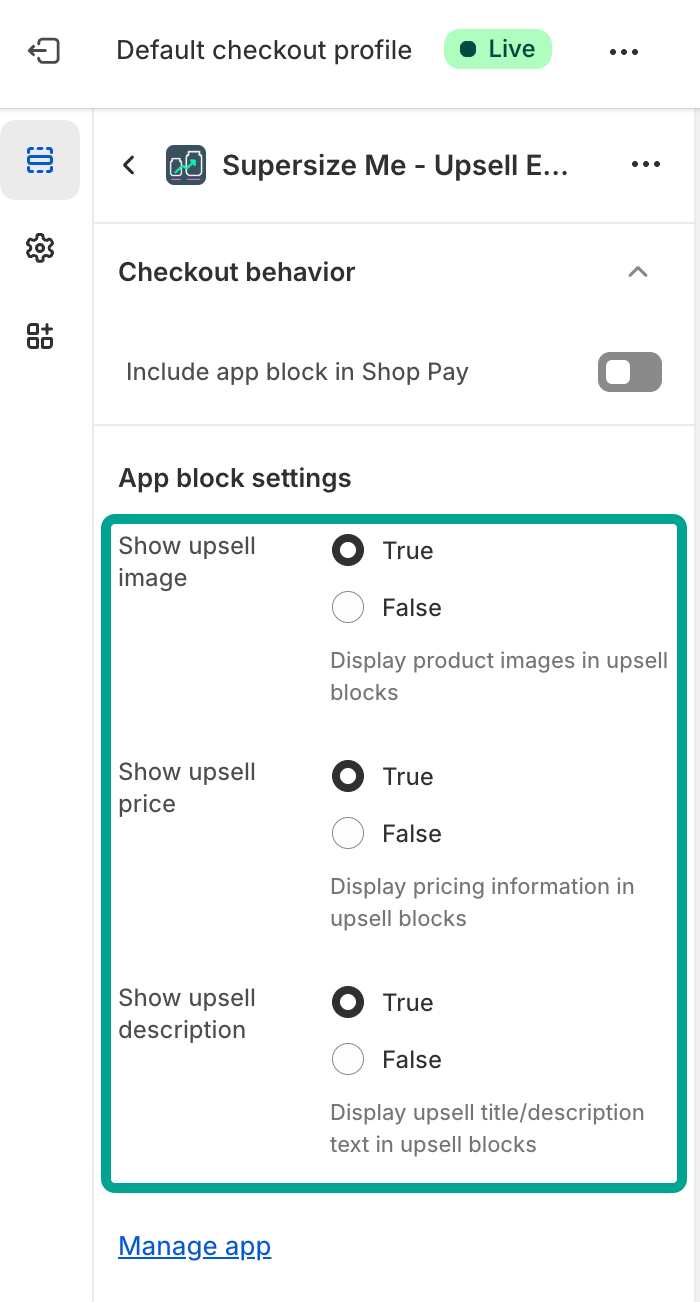 Default checkout profile
Live
Supersize Me - Upsell E...
Checkout behavior
Include app block in Shop Pay
App block settings
Show upsell
image
True
False
Display product images in upsell
blocks
Show upsell
price
True
False
Display pricing information in
upsell blocks
Show upsell
description
True
False
Display upsell title/description
text in upsell blocks
Manage app